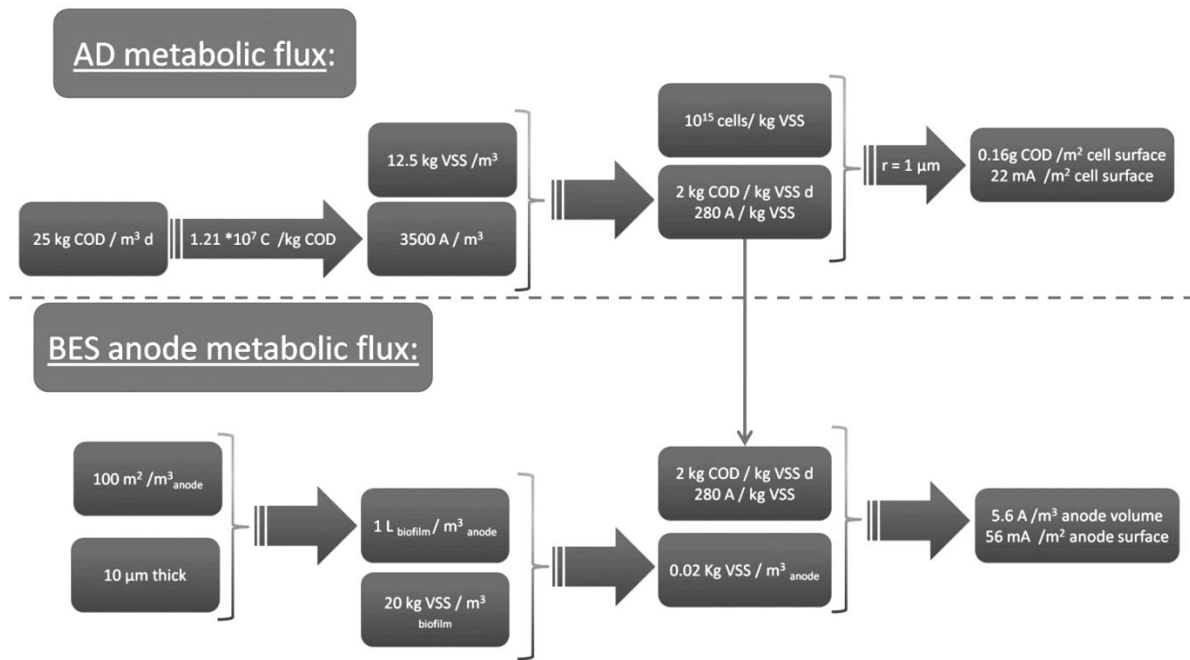 AD metabolic flux:
25 kg COD / m³ d
1.21 *10⁷ C /kg COD
12.5 kg VSS /m³
3500 A / m³
10¹⁵ cells/ kg VSS
2 kg COD / kg VSS d
280 A / kg VSS
r = 1 μm
0.16g COD /m² cell surface
22 mA /m² cell surface
BES anode metabolic flux:
100 m² /m³ anode
10 μm thick
1 L biofilm / m³ anode
20 kg VSS / m³
biofilm
2 kg COD / kg VSS d
280 A / kg VSS
0.02 Kg VSS / m³ anode
5.6 A /m³ anode volume
56 mA /m² anode surface